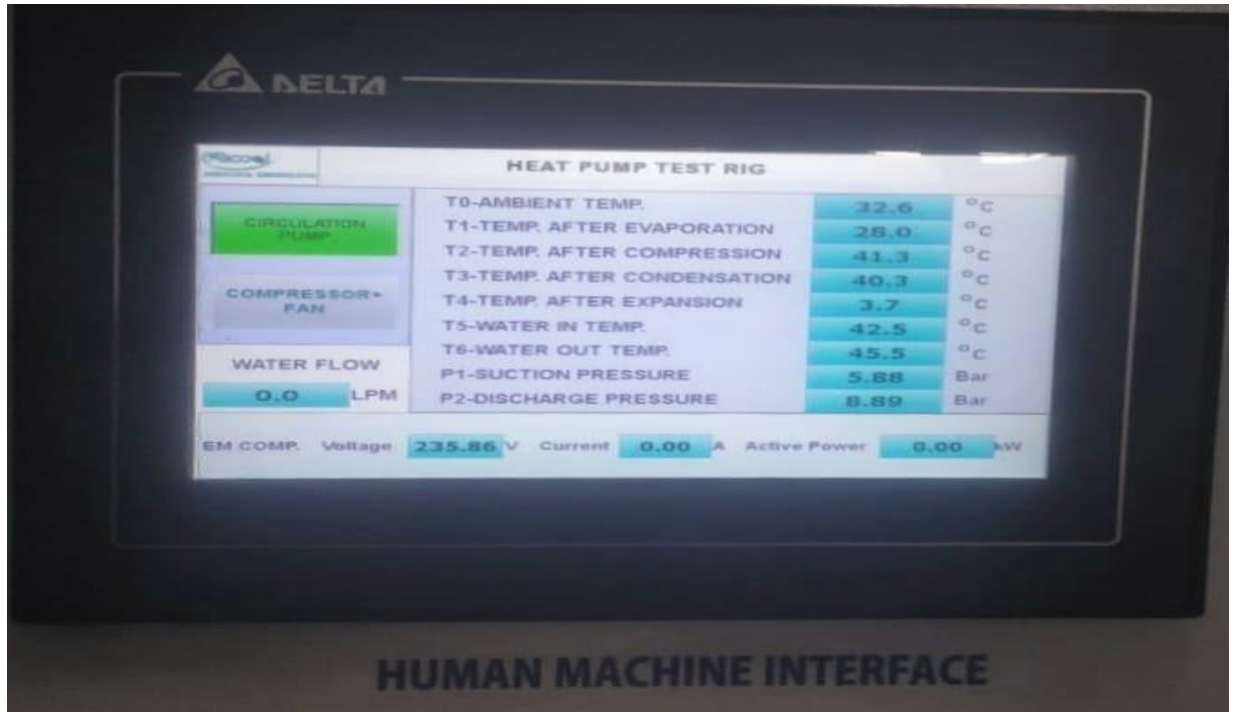 DELTA
HEAT PUMP TEST RIG
CIRCULATION
PUMP
COMPRESSOR+
FAN
WATER FLOW
0.0 LPM
T0-AMBIENT TEMP. 32.6 °C
T1-TEMP. AFTER EVAPORATION 28.0 °C
T2-TEMP. AFTER COMPRESSION 41.3 °C
T3-TEMP. AFTER CONDENSATION 40.3 °C
T4-TEMP. AFTER EXPANSION 3.7 °C
T5-WATER IN TEMP. 42.5 °C
T6-WATER OUT TEMP. 45.5 °C
P1-SUCTION PRESSURE 5.88 Bar
P2-DISCHARGE PRESSURE 8.89 Bar
EM COMP. Voltage 235.86 V Current 0.00 A Active Power 0.00 kW
HUMAN MACHINE INTERFACE